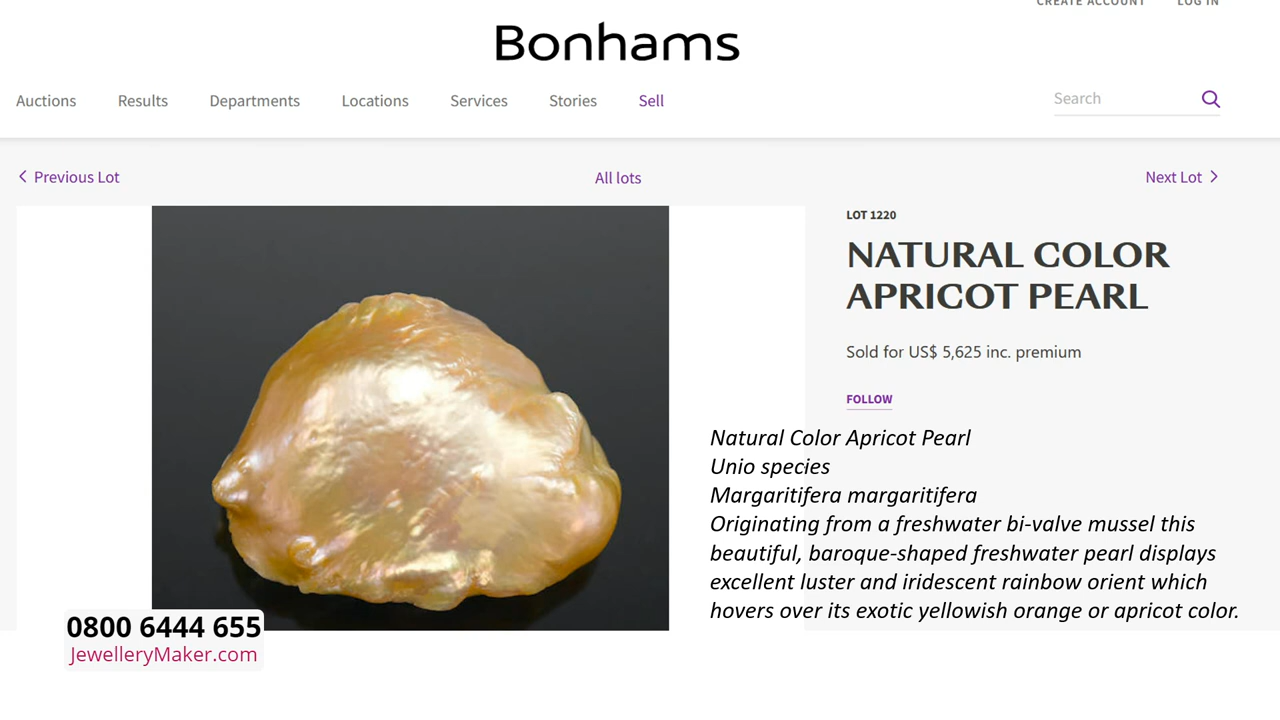 CREATE ACCOUNT LOG IN
Bonhams
Auctions Results Departments Locations Services Stories Sell Search
Previous Lot All lots Next Lot
LOT 1220
NATURAL COLOR
APRICOT PEARL
Sold for US$ 5,625 inc. premium
FOLLOW
Natural Color Apricot Pearl
Unio species
Margaritifera margaritifera
Originating from a freshwater bi-valve mussel this
beautiful, baroque-shaped freshwater pearl displays
excellent luster and iridescent rainbow orient which
hovers over its exotic yellowish orange or apricot color.
0800 6444 655
JewelleryMaker.com